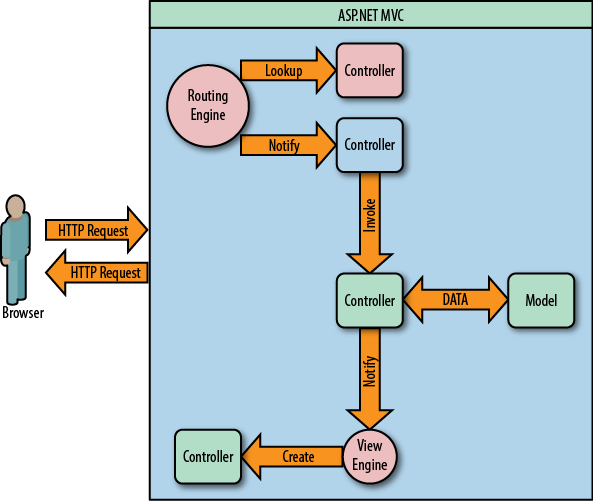 ASP.NET MVC
Lookup
Controller
Routing
Engine
Notify
Controller
Invoke
HTTP Request
HTTP Request
Browser
Controller
DATA
Model
Notify
View
Engine
Create
Controller